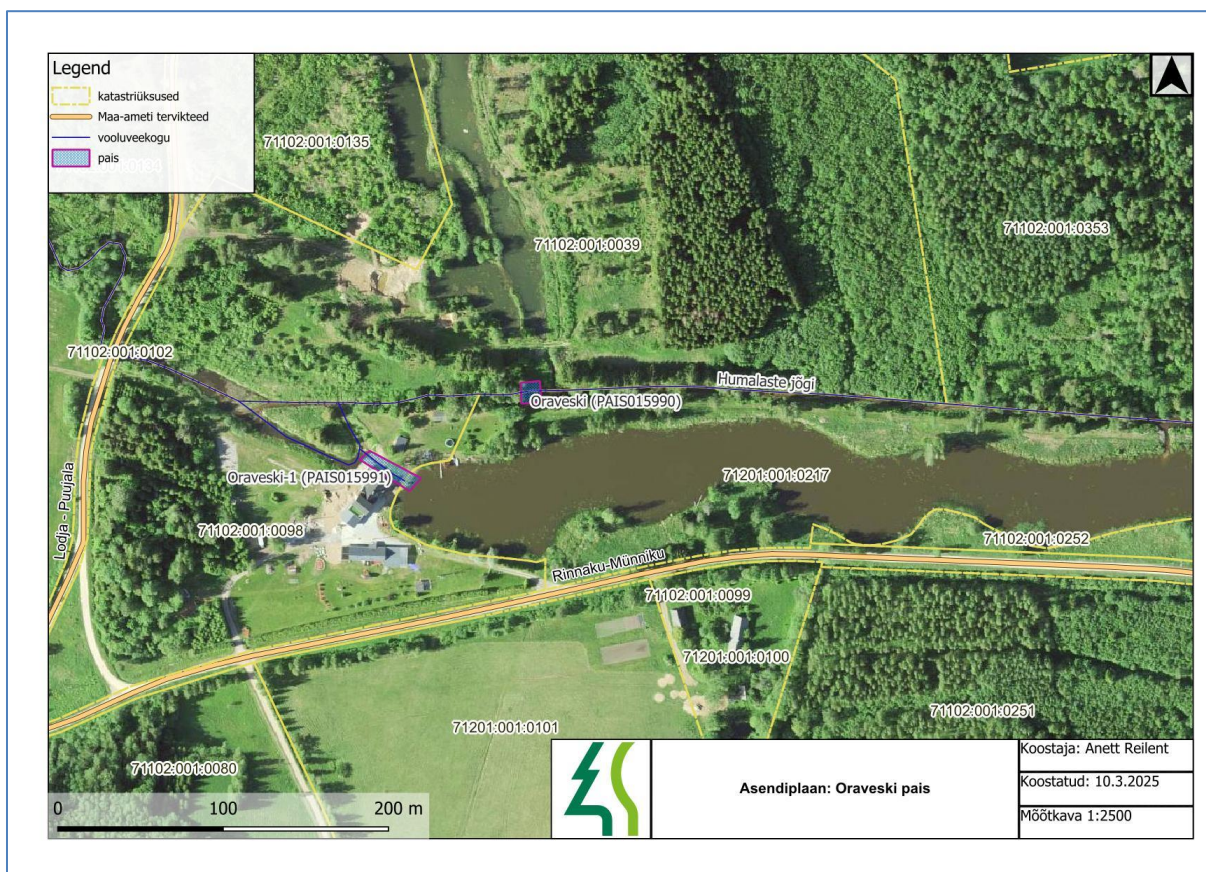 Legend
katastriüksused
Maa-ameti tervikteed
vooluveekogu
pais
71102:001:0135
71102:001:0039
71102:001:0353
71102:001:0102
Humalaste jõgi
Oraveski (PAIS015990)
Oraveski-1 (PAIS015991)
71201:001:0217
71102:001:0098
71102:001:0252
Lodja - Puujala
Rinnaku-Münniku
71102:001:0099
71201:001:0100
71102:001:0251
71201:001:0101
71102:001:0080
0 100 200 m
Asendiplaan: Oraveski pais
Koostaja: Anett Reilent
Koostatud: 10.3.2025
Mõõtkava 1:2500